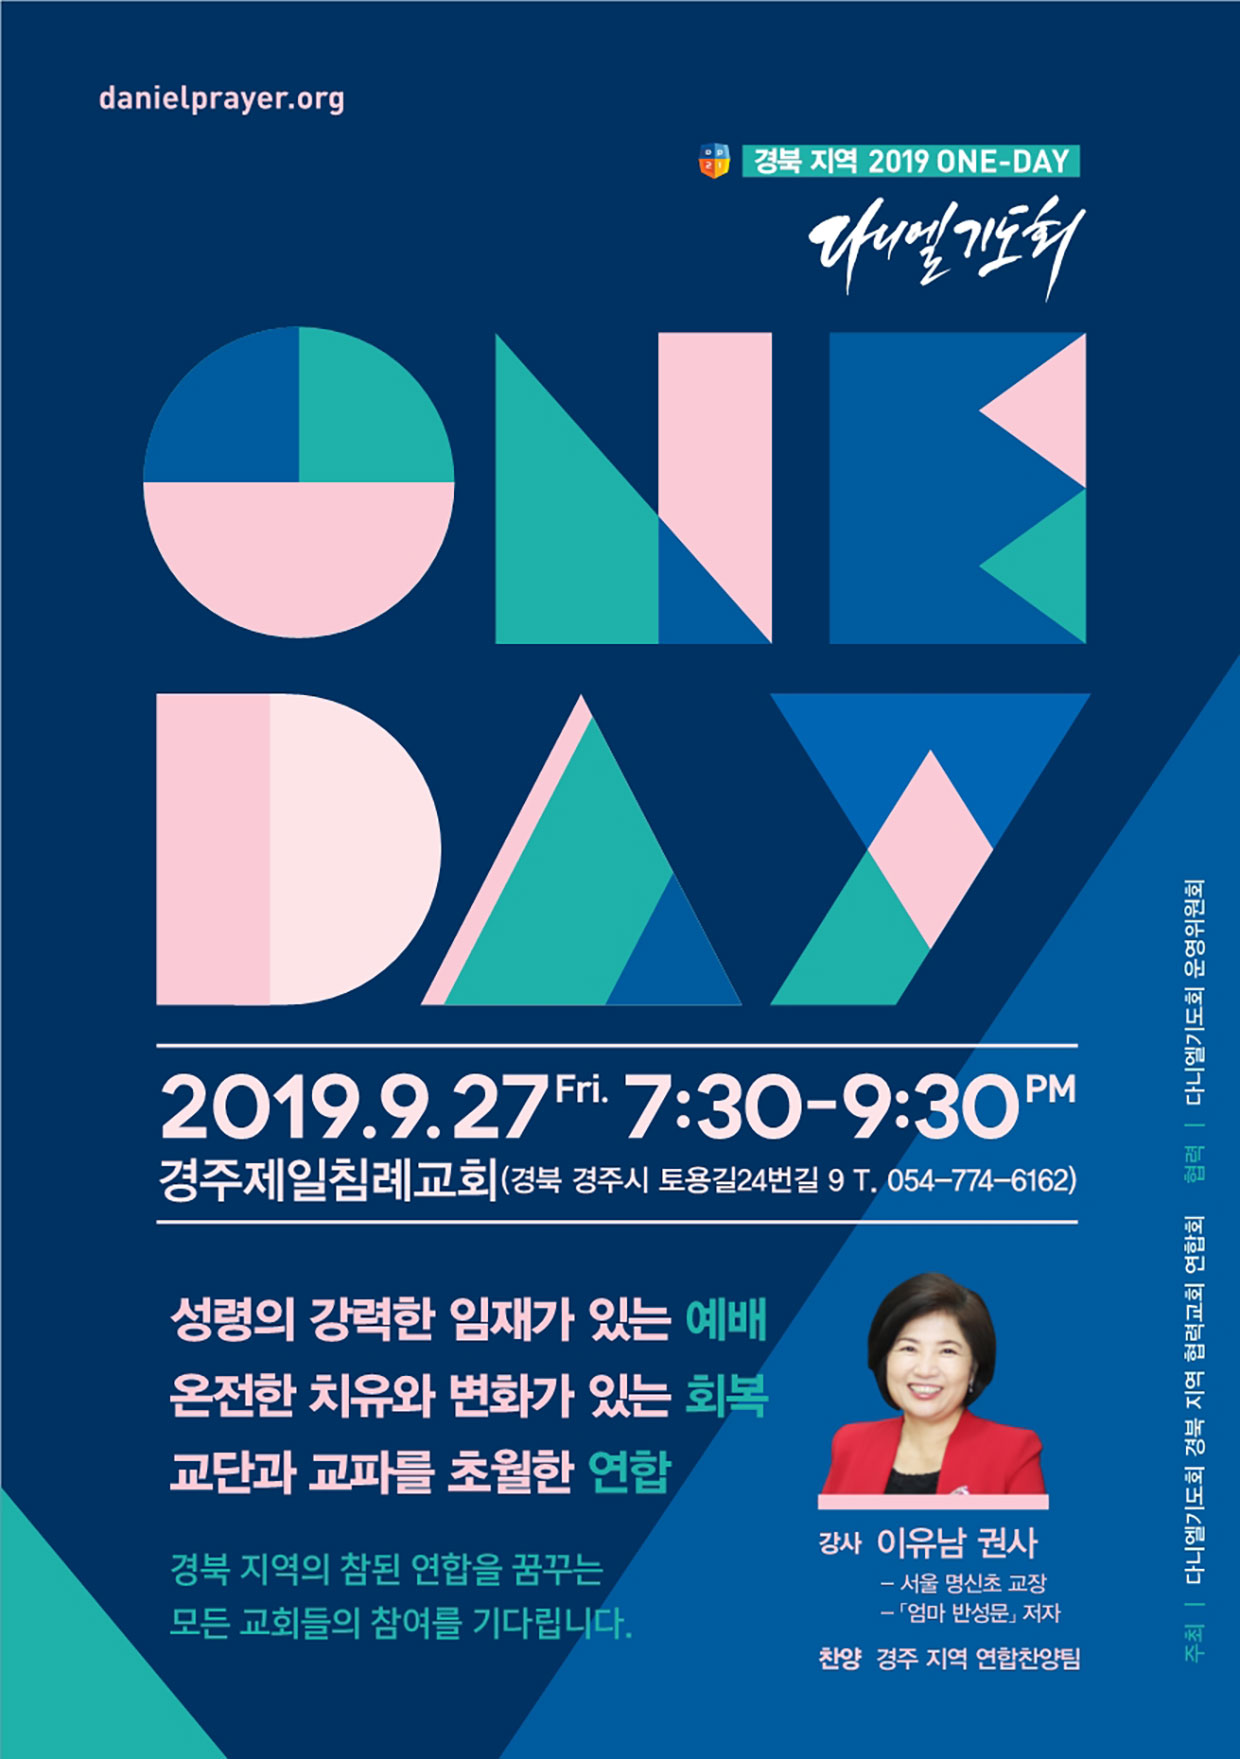 danielprayer.org
DP
21
경북 지역 2019 ONE-DAY
다니엘기도회
ONE
DAY
2019.9.27 Fri. 7:30-9:30 PM
경주제일침례교회(경북 경주시 토용길24번길 9 T. 054-774-6162)
성령의 강력한 임재가 있는 예배
온전한 치유와 변화가 있는 회복
교단과 교파를 초월한 연합
경북 지역의 참된 연합을 꿈꾸는
모든 교회들의 참여를 기다립니다.
강사 이유남 권사
– 서울 명신초 교장
–「엄마 반성문」 저자
찬양 경주 지역 연합찬양팀
주최 | 다니엘기도회 경북 지역 협력교회 연합회 협력 | 다니엘기도회 운영위원회